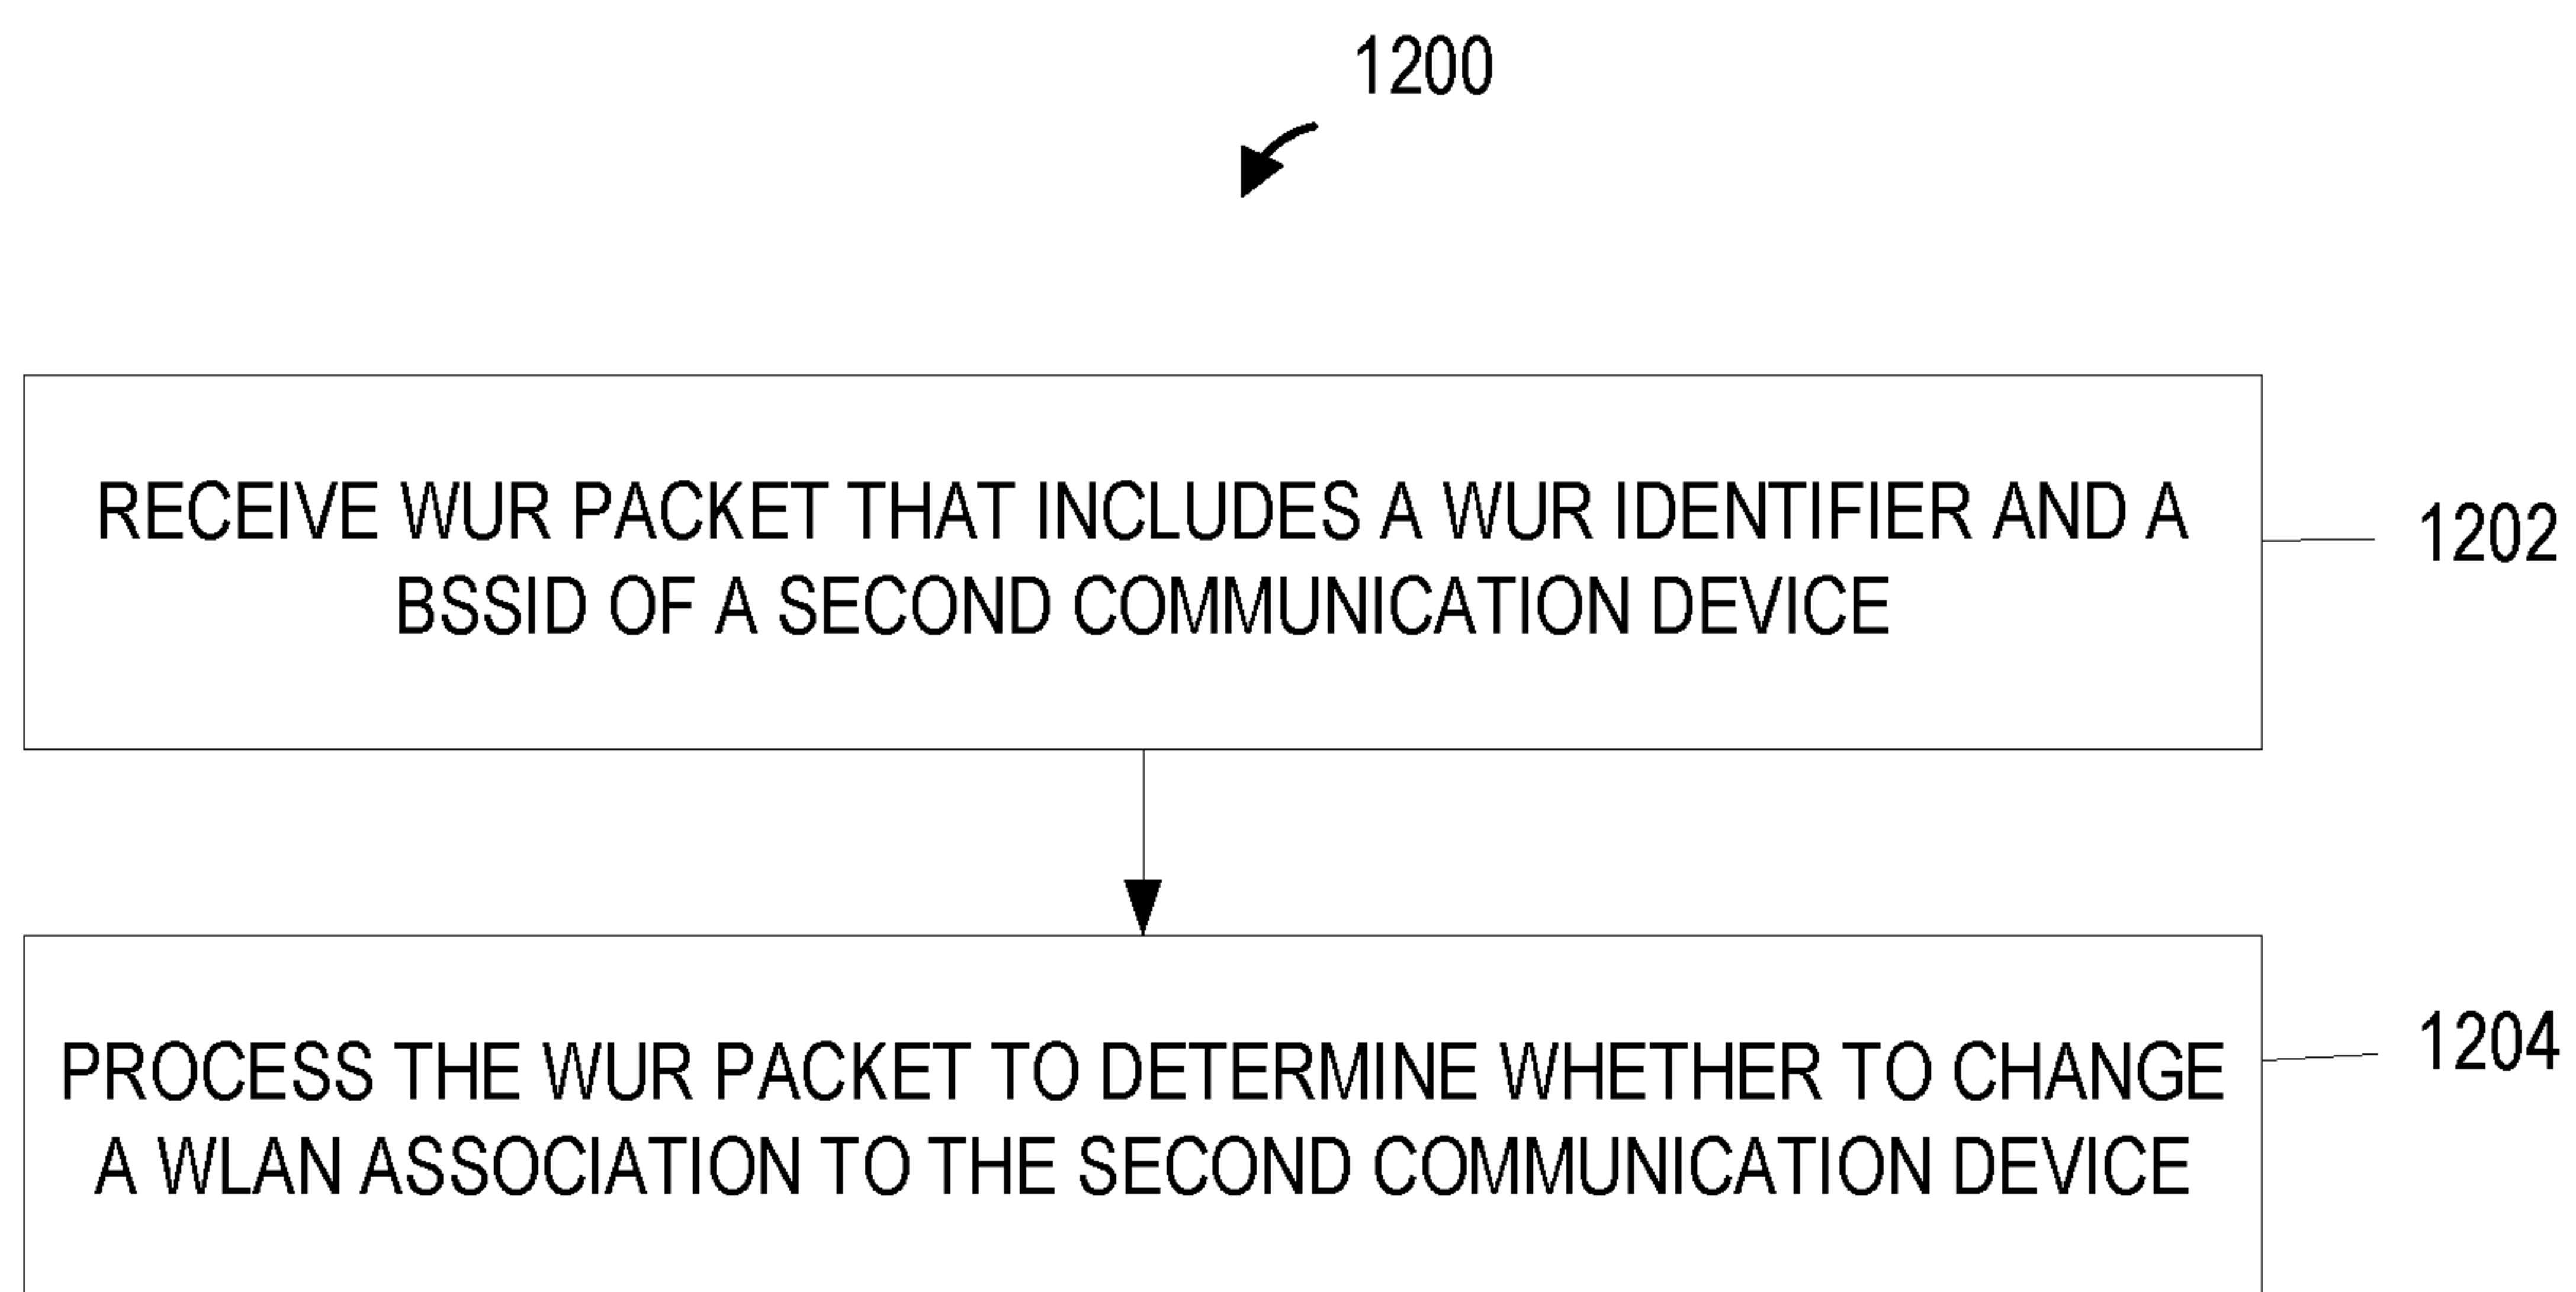 1200
RECEIVE WUR PACKET THAT INCLUDES A WUR IDENTIFIER AND A
BSSID OF A SECOND COMMUNICATION DEVICE
1202
PROCESS THE WUR PACKET TO DETERMINE WHETHER TO CHANGE
A WLAN ASSOCIATION TO THE SECOND COMMUNICATION DEVICE
1204